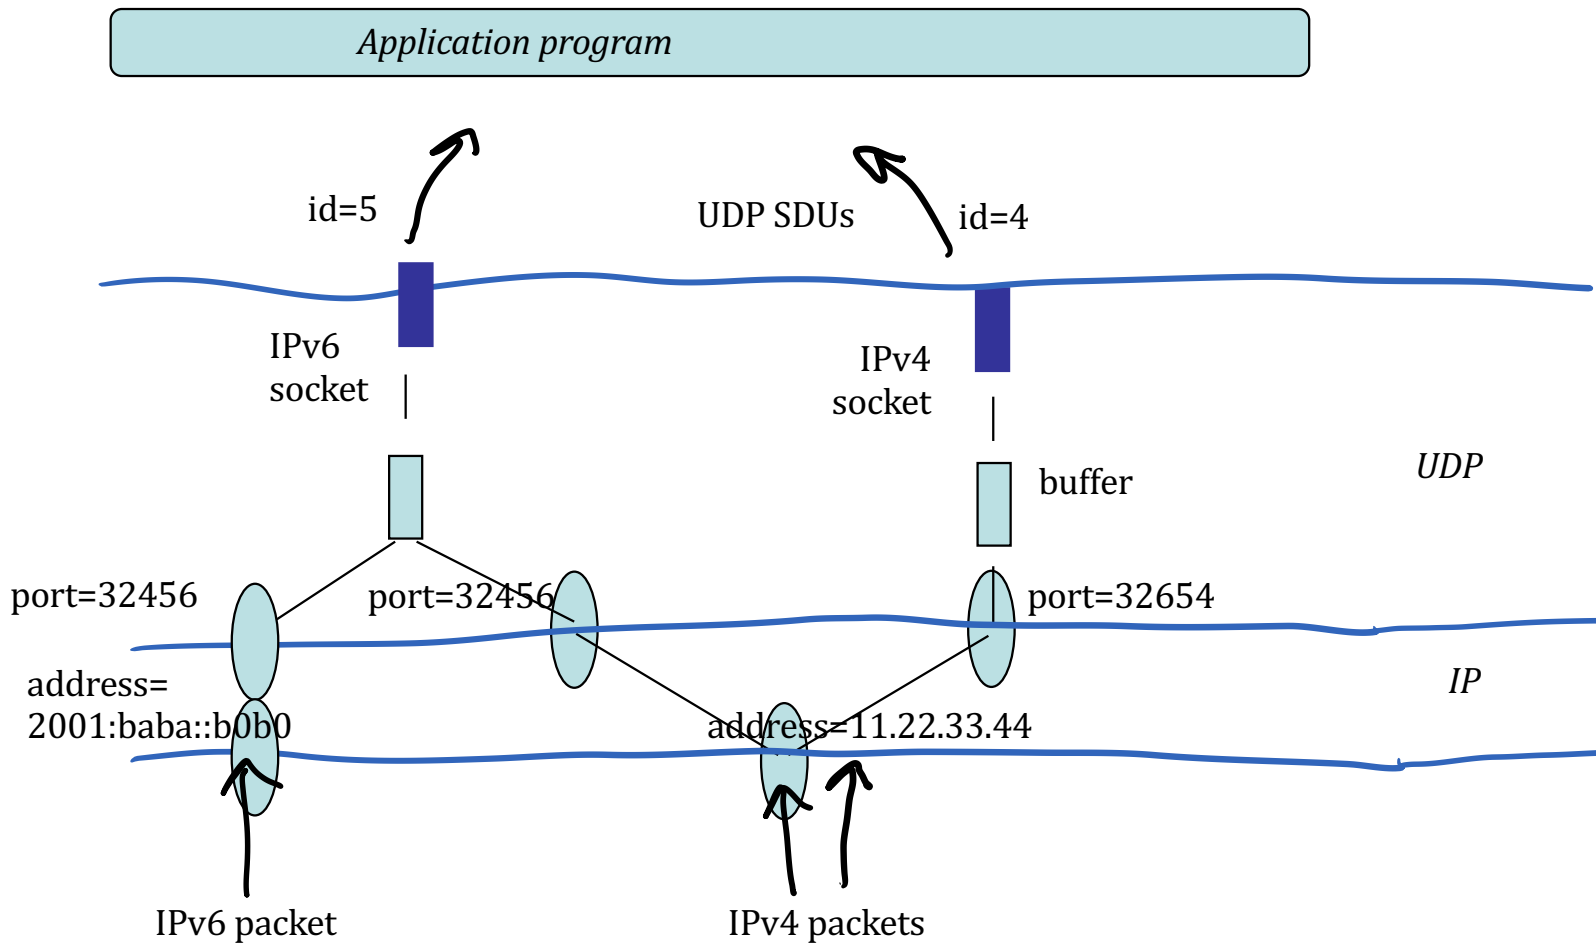 Application program
id=5
UDP SDUs
id=4
IPv6
socket
IPv4
socket
buffer
UDP
port=32456
port=32456
port=32654
address=
2001:baba::b0b0
address=11.22.33.44
IP
IPv6 packet
IPv4 packets